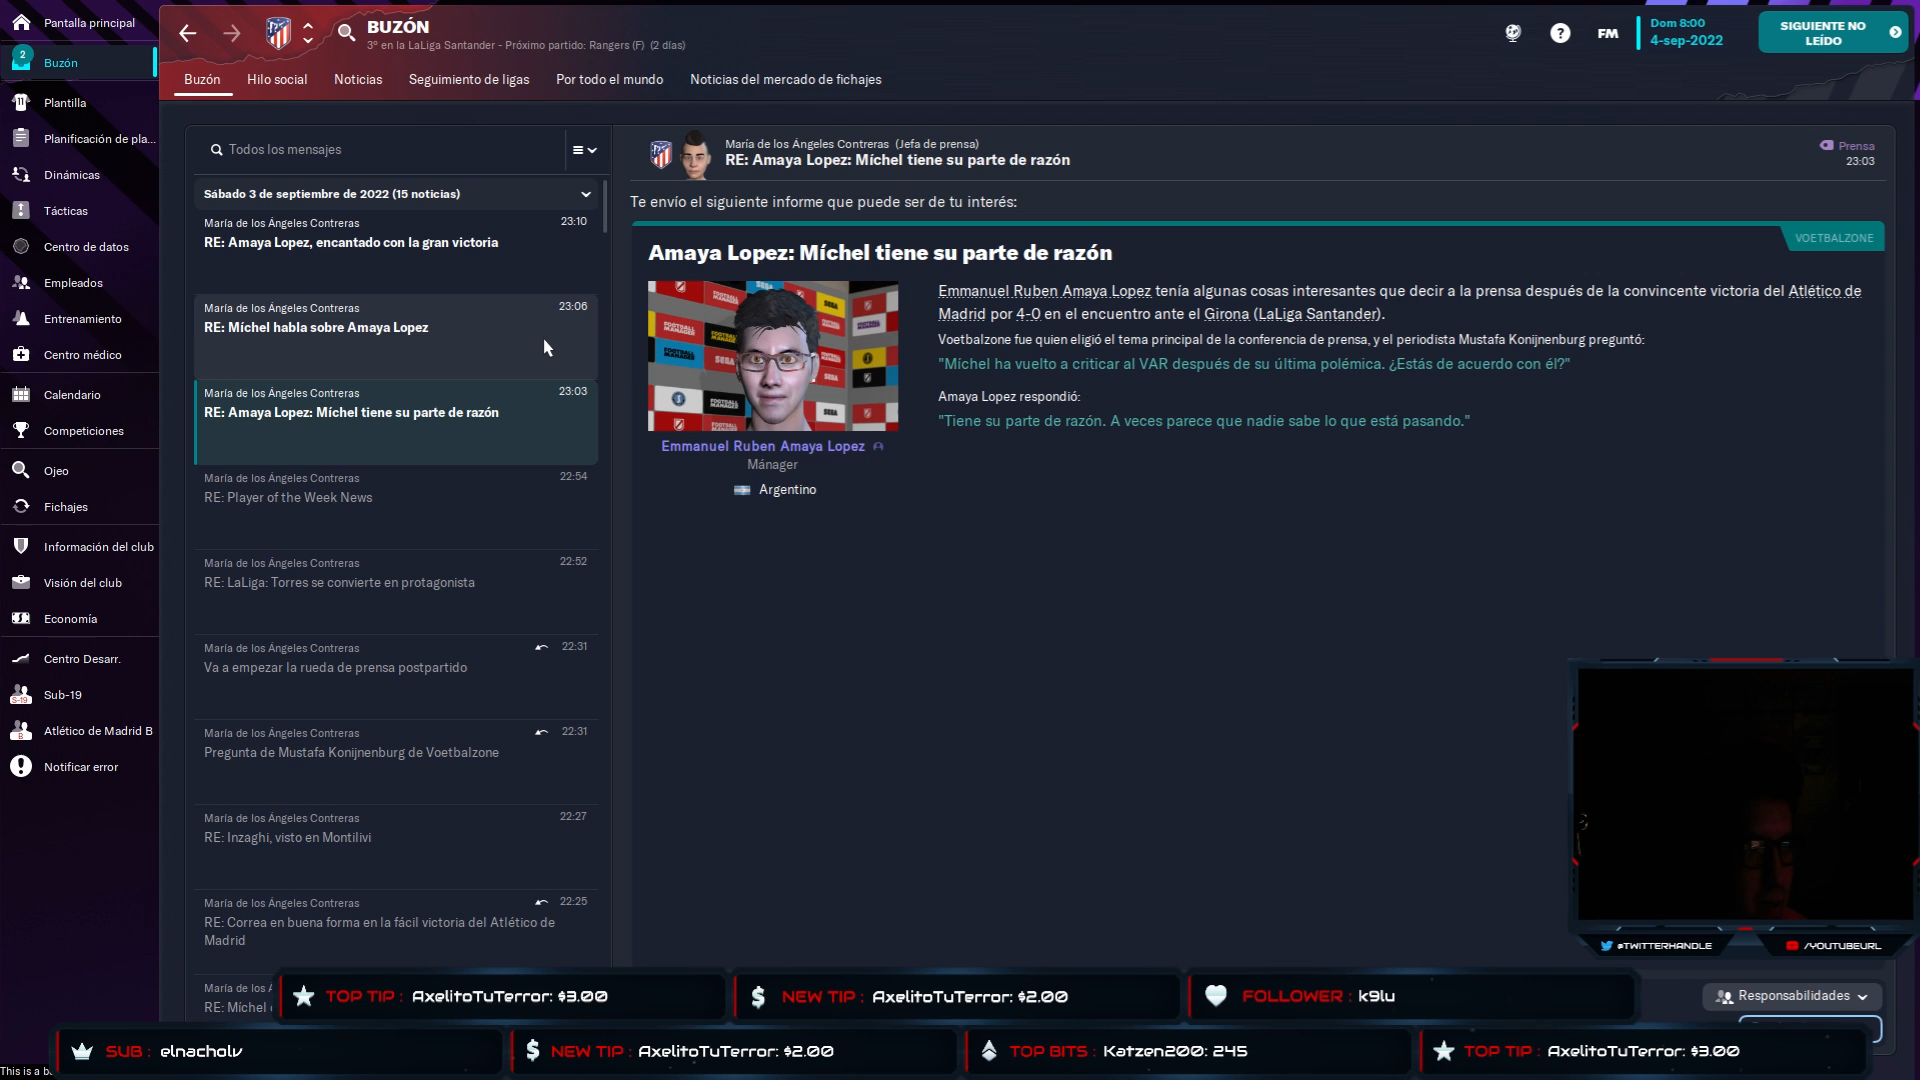 Pantalla principal
2
Buzón
Plantilla
Planificación de pla...
Dinámicas
Tácticas
Centro de datos
Empleados
Entrenamiento
Centro médico
Calendario
Competiciones
Ojeo
Fichajes
Información del club
Visión del club
Economía
Centro Desarr.
Sub-19
Atlético de Madrid B
Notificar error
BUZÓN
3º en la LaLiga Santander - Próximo partido: Rangers (F) (2 días)
FM
Dom 8:00
4-sep-2022
SIGUIENTE NO LEÍDO
Buzón
Hilo social
Noticias
Seguimiento de ligas
Por todo el mundo
Noticias del mercado de fichajes
Todos los mensajes
Sábado 3 de septiembre de 2022 (15 noticias)
María de los Ángeles Contreras 23:10
RE: Amaya Lopez, encantado con la gran victoria
María de los Ángeles Contreras 23:06
RE: Míchel habla sobre Amaya Lopez
María de los Ángeles Contreras 23:03
RE: Amaya Lopez: Míchel tiene su parte de razón
María de los Ángeles Contreras 22:54
RE: Player of the Week News
María de los Ángeles Contreras 22:52
RE: LaLiga: Torres se convierte en protagonista
María de los Ángeles Contreras 22:31
Va a empezar la rueda de prensa postpartido
María de los Ángeles Contreras 22:31
Pregunta de Mustafa Konijnenburg de Voetbalzone
María de los Ángeles Contreras 22:27
RE: Inzaghi, visto en Montilivi
María de los Ángeles Contreras 22:25
RE: Correa en buena forma en la fácil victoria del Atlético de
Madrid
María de los
RE: Míchel
María de los Ángeles Contreras (Jefa de prensa)
RE: Amaya Lopez: Míchel tiene su parte de razón
Prensa
23:03
Te envío el siguiente informe que puede ser de tu interés:
VOETBALZONE
Amaya Lopez: Míchel tiene su parte de razón
Emmanuel Ruben Amaya Lopez tenía algunas cosas interesantes que decir a la prensa después de la convincente victoria del Atlético de
Madrid por 4-0 en el encuentro ante el Girona (LaLiga Santander).
Voetbalzone fue quien eligió el tema principal de la conferencia de prensa, y el periodista Mustafa Konijnenburg preguntó:
"Míchel ha vuelto a criticar al VAR después de su última polémica. ¿Estás de acuerdo con él?"
Amaya Lopez respondió:
"Tiene su parte de razón. A veces parece que nadie sabe lo que está pasando."
Emmanuel Ruben Amaya Lopez
Mánager
Argentino
@TWITTERHANDLE
/YOUTUBEURL
Responsabilidades
TOP TIP : AxelitoTuTerror: $3.00
NEW TIP : AxelitoTuTerror: $2.00
FOLLOWER : k9lu
SUB : elnacholv
NEW TIP : AxelitoTuTerror: $2.00
TOP BITS : Katzen200: 245
TOP TIP : AxelitoTuTerror: $3.00
This is a